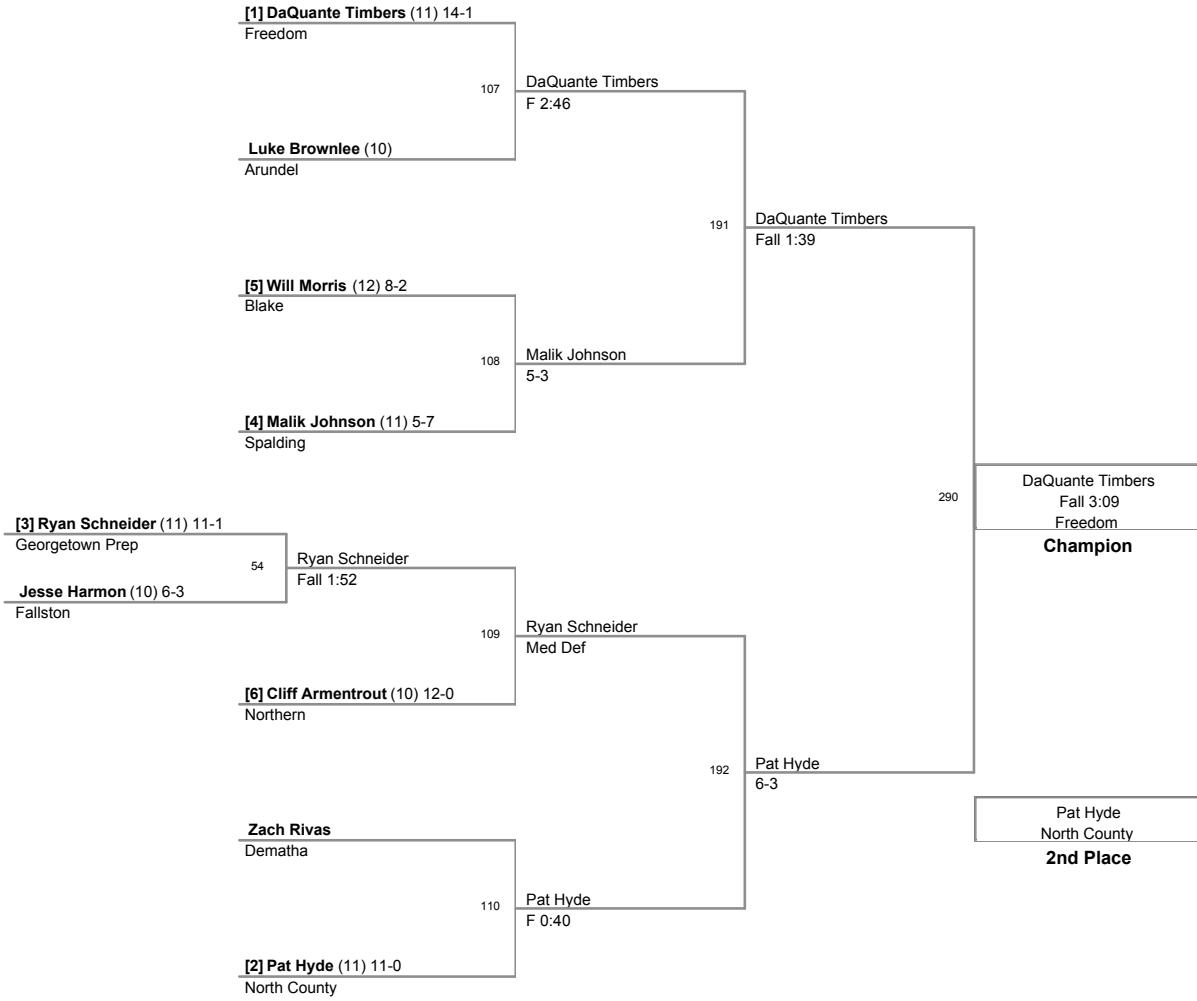 [1] DaQuante Timbers (11) 14-1
Freedom
107
DaQuante Timbers
F 2:46
Luke Brownlee (10)
Arundel
191
DaQuante Timbers
Fall 1:39
[5] Will Morris (12) 8-2
Blake
108
Malik Johnson
5-3
[4] Malik Johnson (11) 5-7
Spalding
290
DaQuante Timbers
Fall 3:09
Freedom
Champion
[3] Ryan Schneider (11) 11-1
Georgetown Prep
54
Ryan Schneider
Fall 1:52
Jesse Harmon (10) 6-3
Fallston
109
Ryan Schneider
Med Def
[6] Cliff Armentrout (10) 12-0
Northern
192
Pat Hyde
6-3
Zach Rivas
Dematha
110
Pat Hyde
F 0:40
[2] Pat Hyde (11) 11-0
North County
Pat Hyde
North County
2nd Place